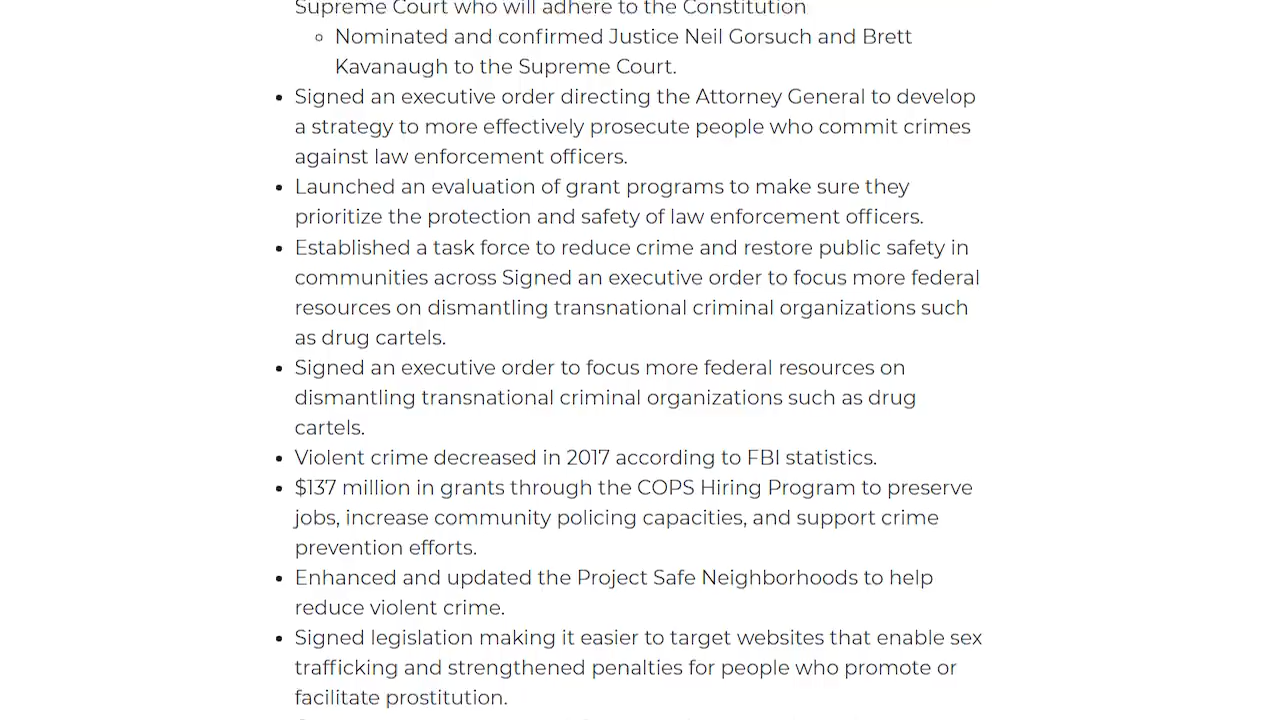 Supreme Court who will adhere to the Constitution
Nominated and confirmed Justice Neil Gorsuch and Brett
Kavanaugh to the Supreme Court.
Signed an executive order directing the Attorney General to develop
a strategy to more effectively prosecute people who commit crimes
against law enforcement officers.
Launched an evaluation of grant programs to make sure they
prioritize the protection and safety of law enforcement officers.
Established a task force to reduce crime and restore public safety in
communities across Signed an executive order to focus more federal
resources on dismantling transnational criminal organizations such
as drug cartels.
Signed an executive order to focus more federal resources on
dismantling transnational criminal organizations such as drug
cartels.
Violent crime decreased in 2017 according to FBI statistics.
$137 million in grants through the COPS Hiring Program to preserve
jobs, increase community policing capacities, and support crime
prevention efforts.
Enhanced and updated the Project Safe Neighborhoods to help
reduce violent crime.
Signed legislation making it easier to target websites that enable sex
trafficking and strengthened penalties for people who promote or
facilitate prostitution.